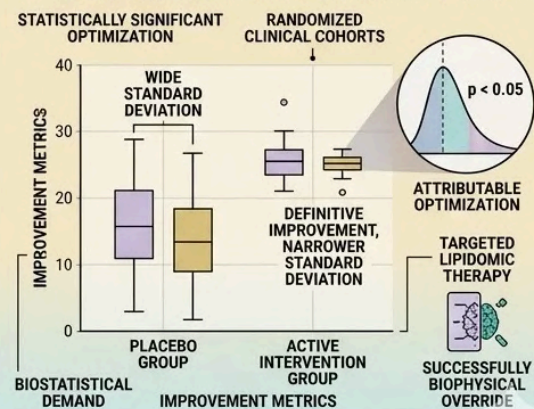 STATISTICALLY SIGNIFICANT
OPTIMIZATION
RANDOMIZED
CLINICAL COHORTS
40
30
20
10
0
IMPROVEMENT METRICS
WIDE
STANDARD
DEVIATION
p < 0.05
ATTRIBUTABLE
OPTIMIZATION
DEFINITIVE
IMPROVEMENT,
NARROWER
STANDARD
DEVIATION
TARGETED
LIPIDOMIC
THERAPY
PLACEBO
GROUP
ACTIVE
INTERVENTION
GROUP
SUCCESSFULLY
BIOPHYSICAL
OVERRIDE
BIOSTATISTICAL
DEMAND
IMPROVEMENT METRICS